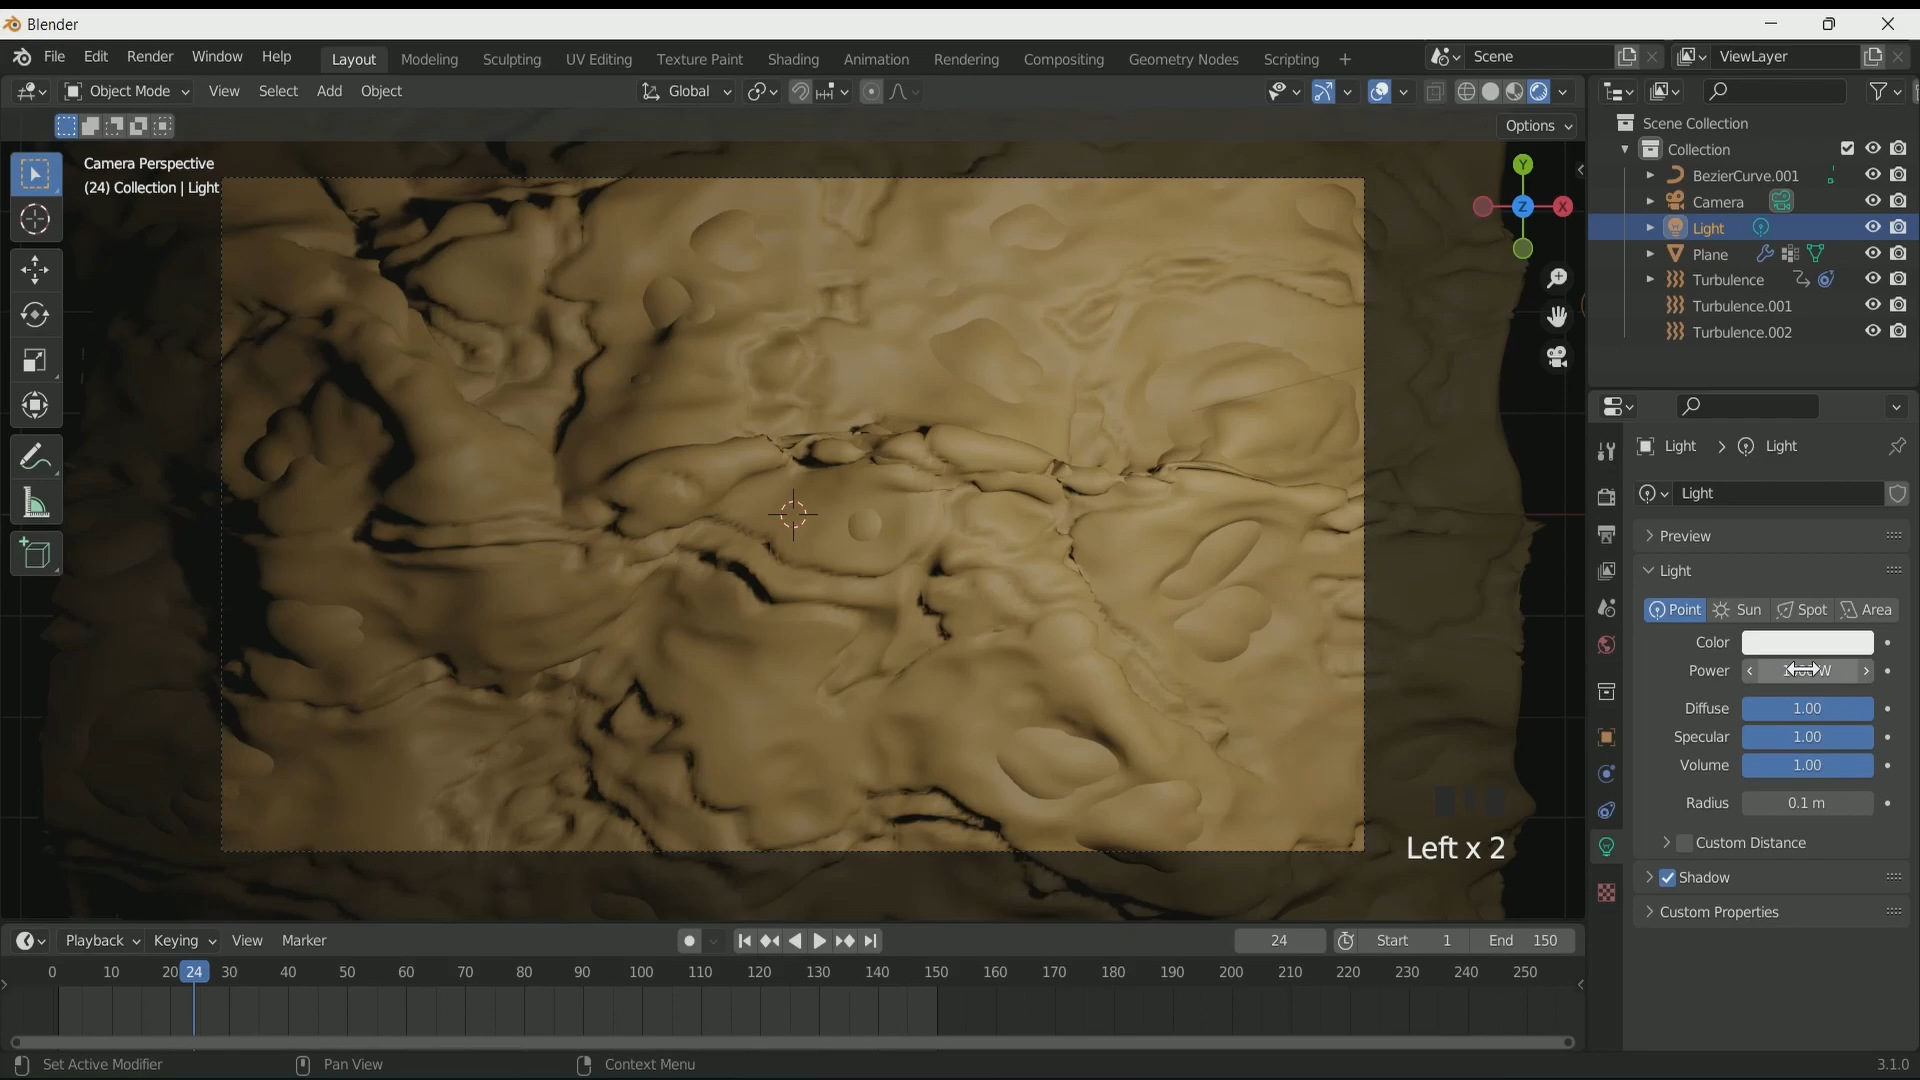 Blender
File Edit Render Window Help Layout Modeling Sculpting UV Editing Texture Paint Shading Animation Rendering Compositing Geometry Nodes Scripting + Scene ViewLayer
Object Mode View Select Add Object Global
Options
Camera Perspective
(24) Collection | Light
Y
X
Z
Scene Collection
Collection
BezierCurve.001
Camera
Light
Plane
Turbulence
Turbulence.001
Turbulence.002
Light > Light
Light
Preview
Light
Point Sun Spot Area
Color
Power
Diffuse 1.00
Specular 1.00
Volume 1.00
Radius 0.1 m
Custom Distance
Shadow
Custom Properties
Left x 2
Playback Keying View Marker 24 Start 1 End 150
0 10 20 24 30 40 50 60 70 80 90 100 110 120 130 140 150 160 170 180 190 200 210 220 230 240 250
Set Active Modifier Pan View Context Menu 3.1.0